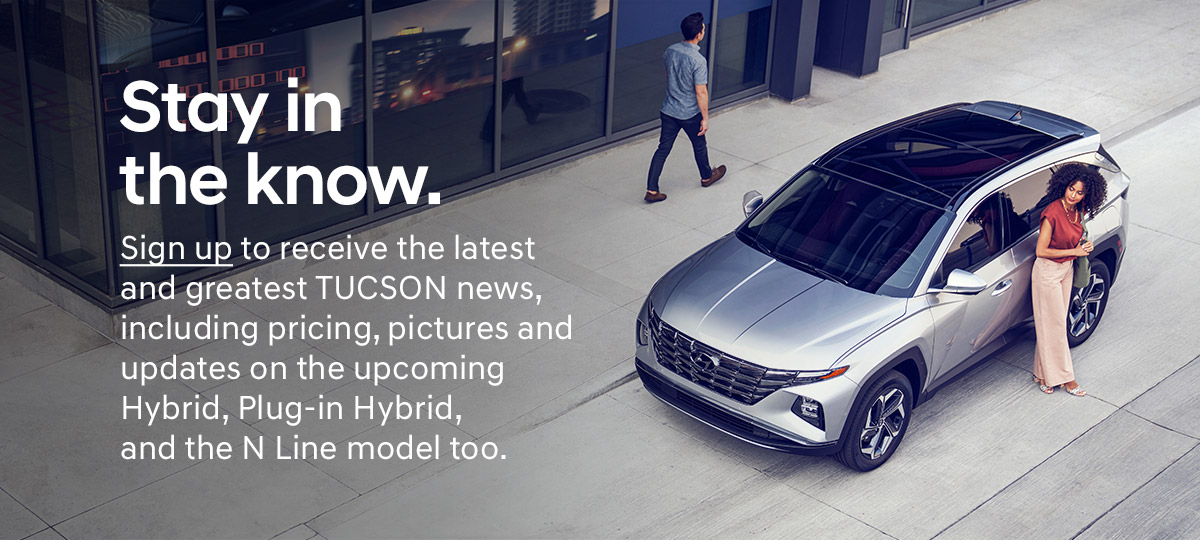 Stay in
the know.
Sign up to receive the latest
and greatest TUCSON news,
including pricing, pictures and
updates on the upcoming
Hybrid, Plug-in Hybrid,
and the N Line model too.